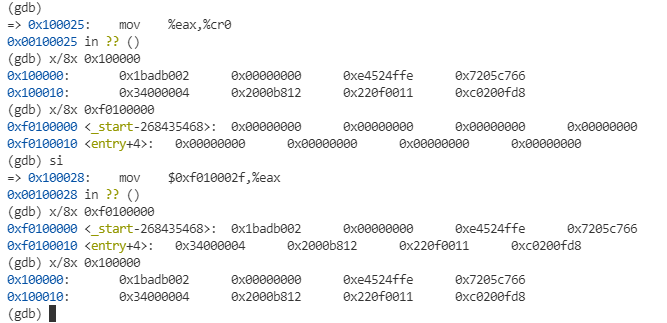 (gdb)
=> 0x100025: mov %eax,%cr0
0x00100025 in ?? ()
(gdb) x/8x 0x100000
0x100000: 0x1badb002 0x00000000 0xe4524ffe 0x7205c766
0x100010: 0x34000004 0x2000b812 0x220f0011 0xc0200fd8
(gdb) x/8x 0xf0100000
0xf0100000 <_start-268435468>: 0x00000000 0x00000000 0x00000000 0x00000000
0xf0100010 <entry+4>: 0x00000000 0x00000000 0x00000000 0x00000000
(gdb) si
=> 0x100028: mov $0xf010002f,%eax
0x00100028 in ?? ()
(gdb) x/8x 0xf0100000
0xf0100000 <_start-268435468>: 0x1badb002 0x00000000 0xe4524ffe 0x7205c766
0xf0100010 <entry+4>: 0x34000004 0x2000b812 0x220f0011 0xc0200fd8
(gdb) x/8x 0x100000
0x100000: 0x1badb002 0x00000000 0xe4524ffe 0x7205c766
0x100010: 0x34000004 0x2000b812 0x220f0011 0xc0200fd8
(gdb)